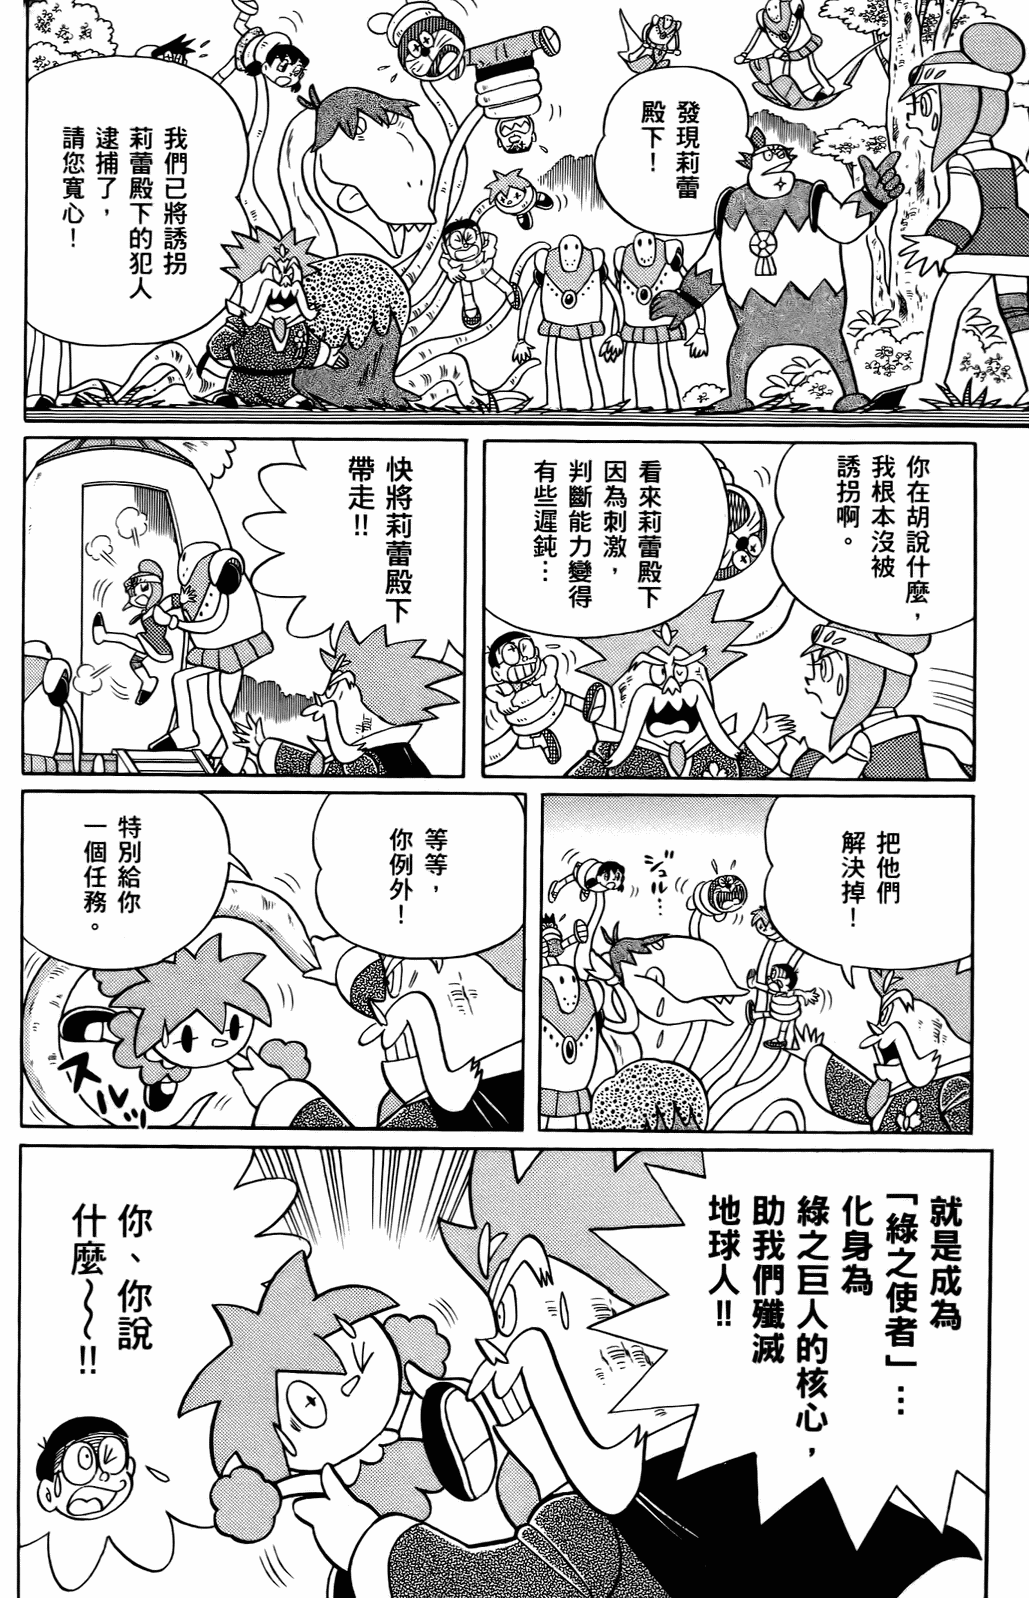 發現莉蕾
殿下！
我們已將誘拐
莉蕾殿下的犯人
逮捕了，
請您寬心！
你在胡說什麼，
我根本沒被
誘拐啊。
看來莉蕾殿下
因為刺激，
判斷能力變得
有些遲鈍…
快將莉蕾殿下
帶走!!
把他們
解決掉！
ジュル…
等等，
你例外！
特別給你
一個任務。
ズルッ
就是成為
「綠之使者」…
化身為
綠之巨人的核心，
助我們殲滅
地球人!!
你、你說
什麼～～!!